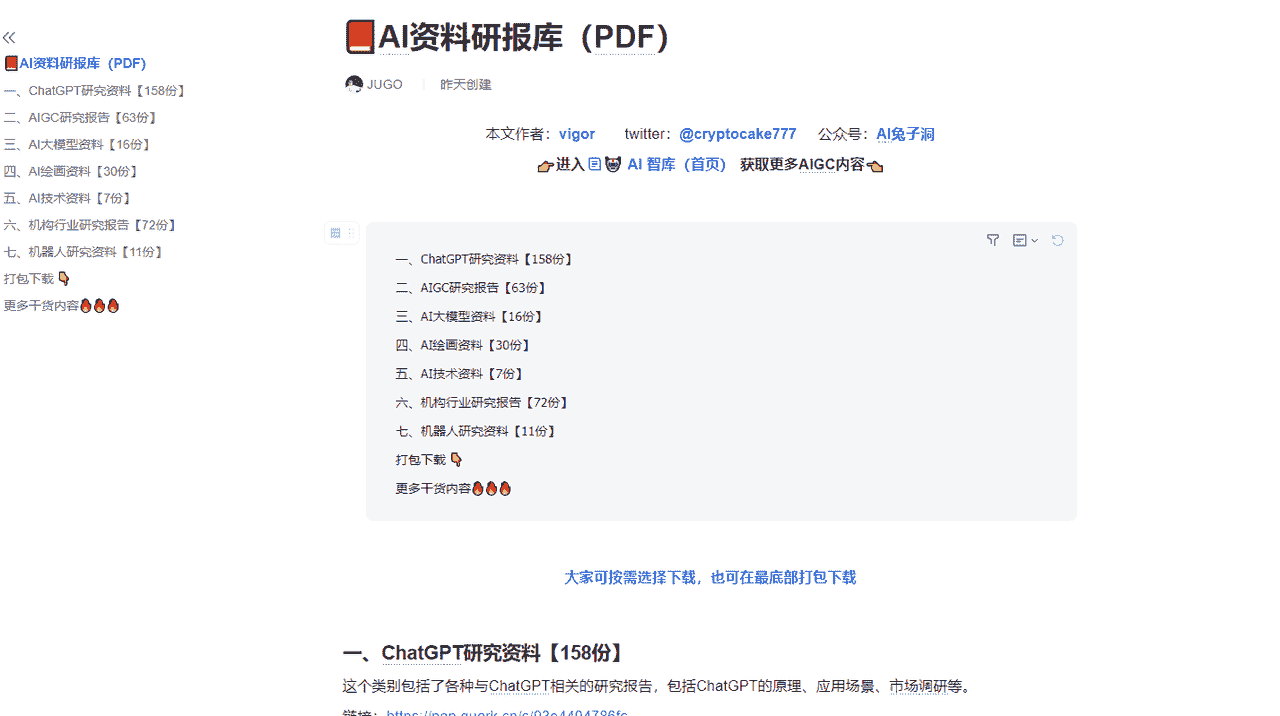 AI资料研报库（PDF）
一、ChatGPT研究资料【158份】
二、AIGC研究报告【63份】
三、AI大模型资料【16份】
四、AI绘画资料【30份】
五、AI技术资料【7份】
六、机构行业研究报告【72份】
七、机器人研究资料【11份】
打包下载👇
更多干货内容🔥🔥🔥
AI资料研报库（PDF）
JUGO 昨天创建
本文作者：vigor twitter：@cryptocake777 公众号：AI兔子洞
👉进入 AI 智库（首页） 获取更多AIGC内容👈
一、ChatGPT研究资料【158份】
二、AIGC研究报告【63份】
三、AI大模型资料【16份】
四、AI绘画资料【30份】
五、AI技术资料【7份】
六、机构行业研究报告【72份】
七、机器人研究资料【11份】
打包下载👇
更多干货内容🔥🔥🔥
大家可按需选择下载，也可在最底部打包下载
一、ChatGPT研究资料【158份】
这个类别包括了各种与ChatGPT相关的研究报告，包括ChatGPT的原理、应用场景、市场调研等。
链接：